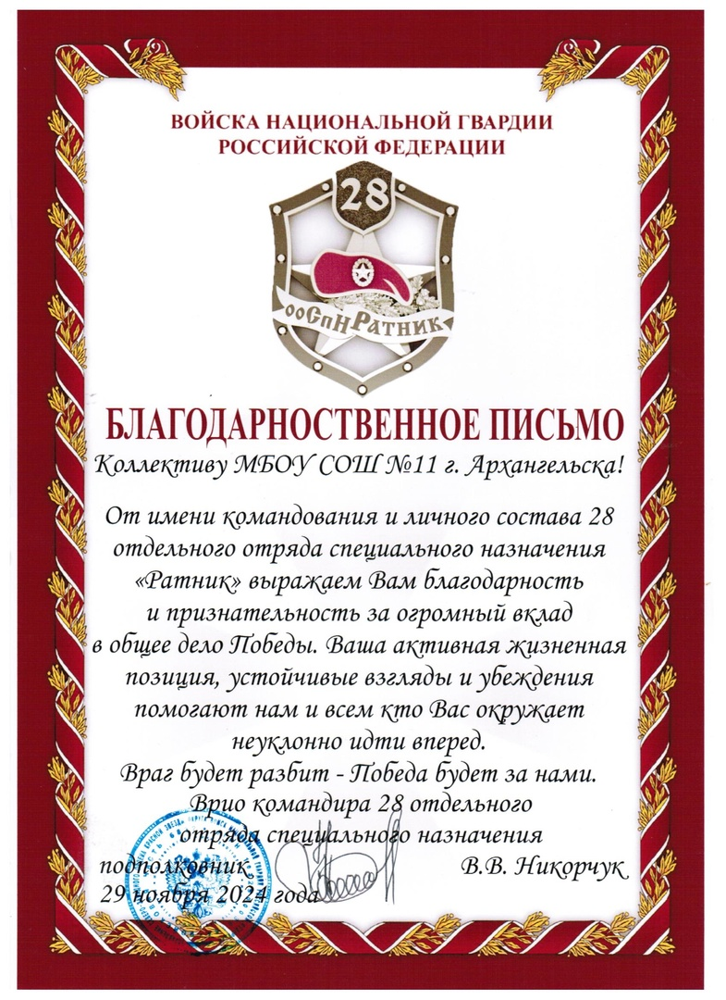 ВОЙСКА НАЦИОНАЛЬНОЙ ГВАРДИИ
РОССИЙСКОЙ ФЕДЕРАЦИИ
28
ооСпН Ратник
БЛАГОДАРНОСТВЕННОЕ ПИСЬМО
Коллективу МБОУ СОШ №11 г. Архангельска!
От имени командования и личного состава 28
отдельного отряда специального назначения
«Ратник» выражаем Вам благодарность
и признательность за огромный вклад
в общее дело Победы. Ваша активная жизненная
позиция, устойчивые взгляды и убеждения
помогают нам и всем кто Вас окружает
неуклонно идти вперед.
Враг будет разбит - Победа будет за нами.
Врио командира 28 отдельного
отряда специального назначения
подполковник В.В. Никорчук
29 ноября 2024 года